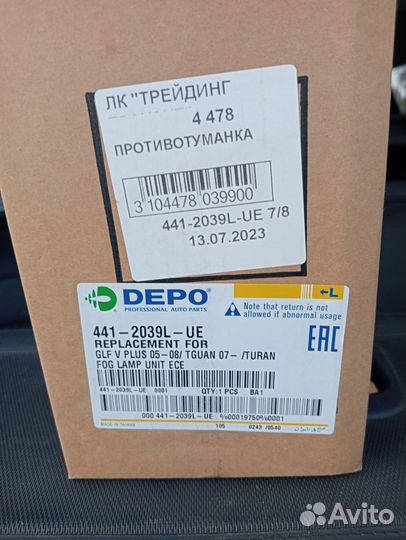 ЛК "ТРЕЙДИНГ
4 478
ПРОТИВОТУМАНКА
3 104478 039900
441-2039L-UE 7/8
13.07.2023
DEPO
PROFESSIONAL AUTO PARTS
←L
Note that return is not
allowed if abnormal usage
441-2039L-UE
REPLACEMENT FOR
GLF V PLUS 05-08/ TGUAN 07- /TURAN
FOG LAMP UNIT ECE
EAC
441-2039L-UE 0001
QTY:1 PCS
BA1
000 441-2039L-UE
%600019750%60001
MADE IN TAIWAN
105
0243 /0540
Avito